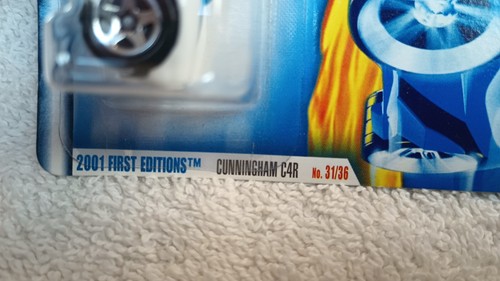 2001 FIRST EDITIONS™ CUNNINGHAM C4R No. 31/36